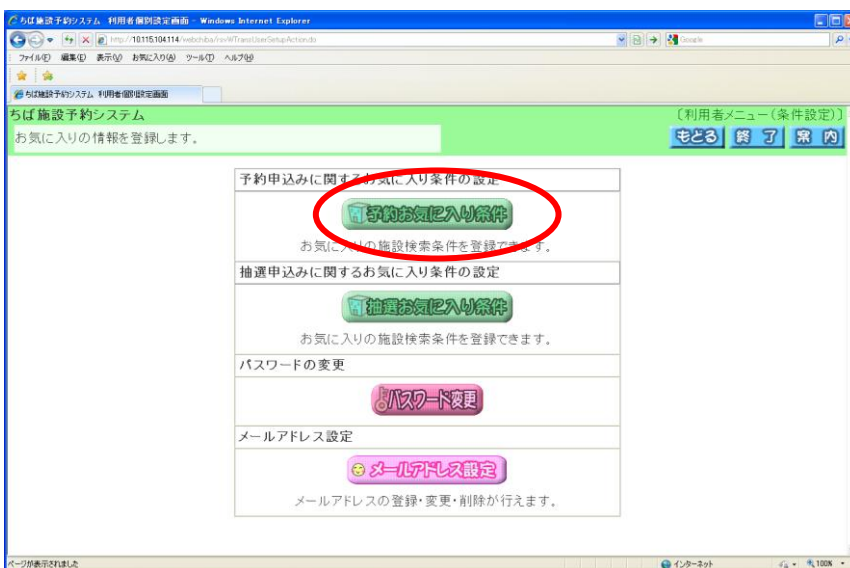 ちば施設予約システム 利用者個別設定画面 - Windows Internet Explorer
http://10.115.104.114/webchiba/rsvWTransUserSetupAction.do
Google
ファイル(F) 編集(E) 表示(V) お気に入り(A) ツール(T) ヘルプ(H)
ちば施設予約システム 利用者個別設定画面
ちば施設予約システム
〔利用者メニュー(条件設定)〕
お気に入りの情報を登録します。
もどる 終了 案内
予約申込みに関するお気に入り条件の設定
予約お気に入り条件
お気に入りの施設検索条件を登録できます。
抽選申込みに関するお気に入り条件の設定
抽選お気に入り条件
お気に入りの施設検索条件を登録できます。
パスワードの変更
パスワード変更
メールアドレス設定
メールアドレス設定
メールアドレスの登録・変更・削除が行えます。
ページが表示されました
インターネット
100%